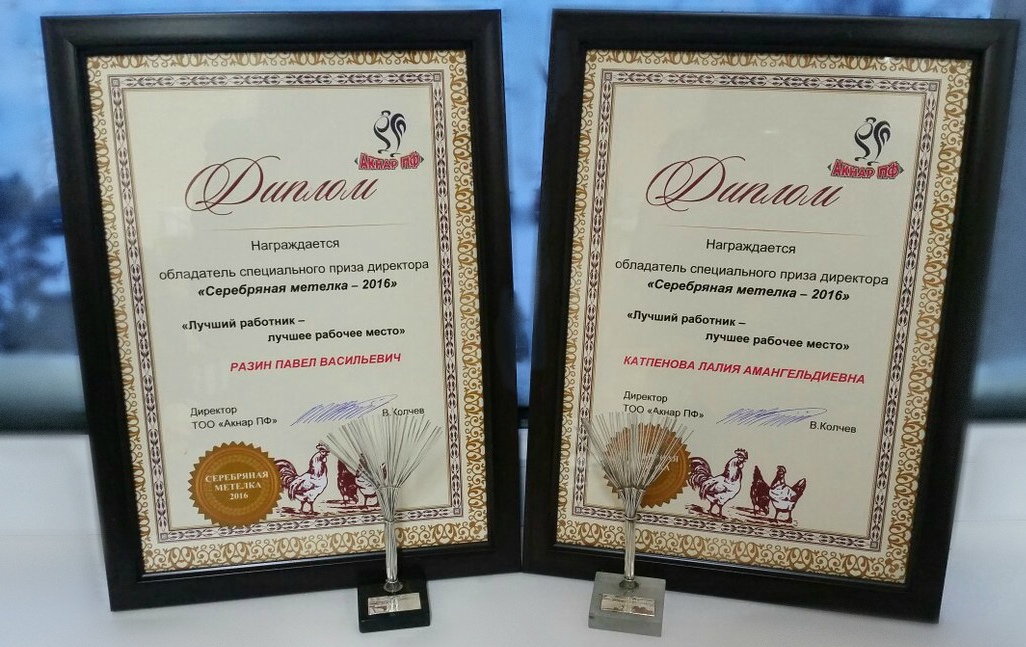 АКНАР ПФ
Диплом
Награждается
обладатель специального приза директора
«Серебряная метелка – 2016»
«Лучший работник –
лучшее рабочее место»
РАЗИН ПАВЕЛ ВАСИЛЬЕВИЧ
Директор
ТОО «Акнар ПФ»
В.Колчев
СЕРЕБРЯНАЯ
МЕТЕЛКА
2016
АКНАР ПФ
Диплом
Награждается
обладатель специального приза директора
«Серебряная метелка – 2016»
«Лучший работник –
лучшее рабочее место»
КАТПЕНОВА ЛАЛИЯ АМАНГЕЛЬДИЕВНА
Директор
ТОО «Акнар ПФ»
В.Колчев